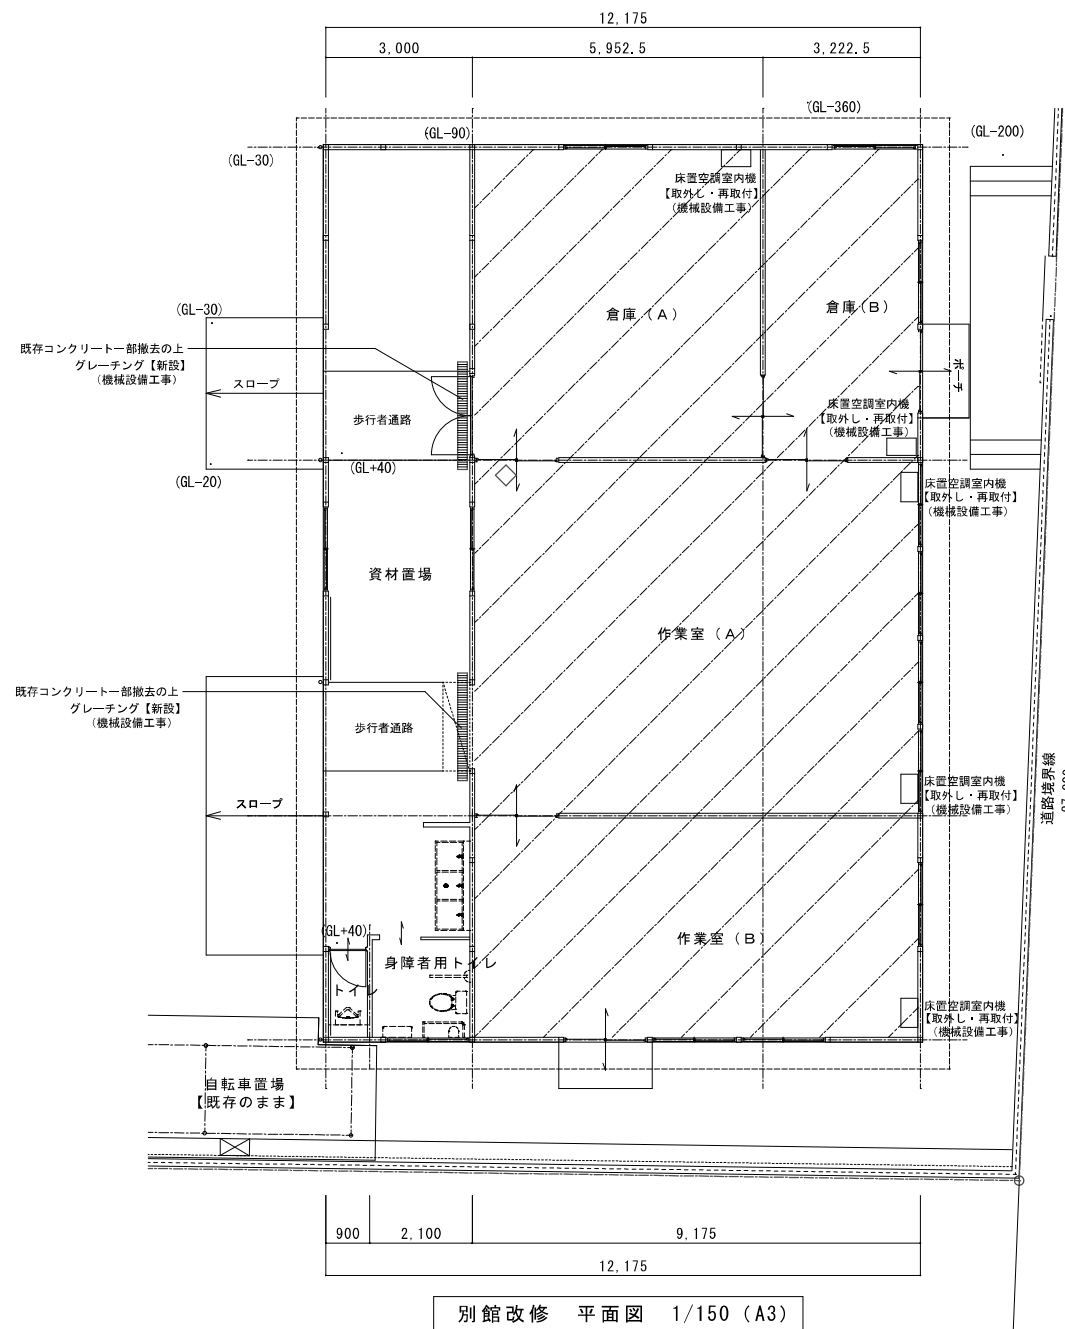 12,175
3,000
5,952.5
3,222.5
(GL-360)
(GL-90)
(GL-200)
(GL-30)
床置空調室内機
【取外し・再取付】
(機械設備工事)
(GL-30)
倉庫(A)
倉庫(B)
既存コンクリート一部撤去の上
グレーチング【新設】
(機械設備工事)
スロープ
ポーチ
歩行者通路
床置空調室内機
【取外し・再取付】
(機械設備工事)
(GL+40)
(GL-20)
床置空調室内機
【取外し・再取付】
(機械設備工事)
資材置場
作業室(A)
既存コンクリート一部撤去の上
グレーチング【新設】
(機械設備工事)
歩行者通路
道路境界線
床置空調室内機
【取外し・再取付】
(機械設備工事)
スロープ
(GL+40)
作業室(B)
身障者用トイレ
トイレ
床置空調室内機
【取外し・再取付】
(機械設備工事)
自転車置場
【既存のまま】
900
2,100
9,175
12,175
別館改修 平面図 1/150(A3)